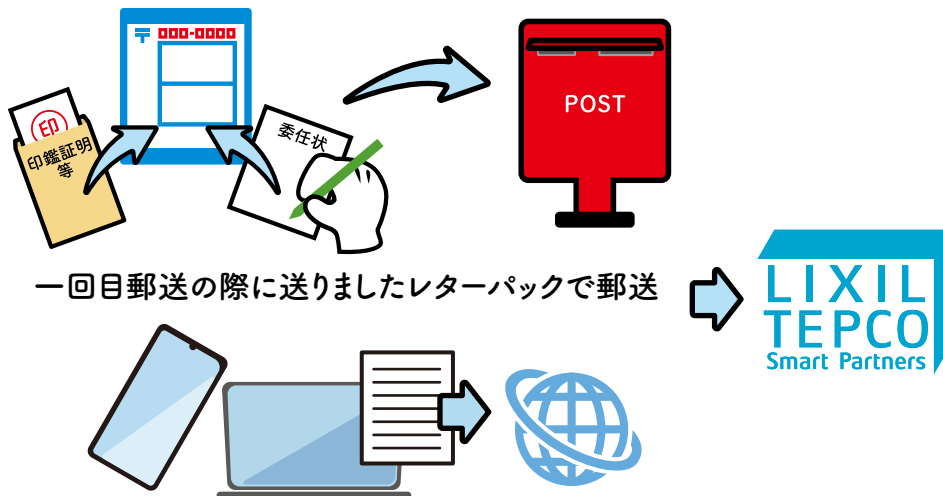 〒 000-0000
印
印鑑証明
等
委任状
POST
一回目郵送の際に送りましたレターパックで郵送
LIXIL
TEPCO
Smart Partners